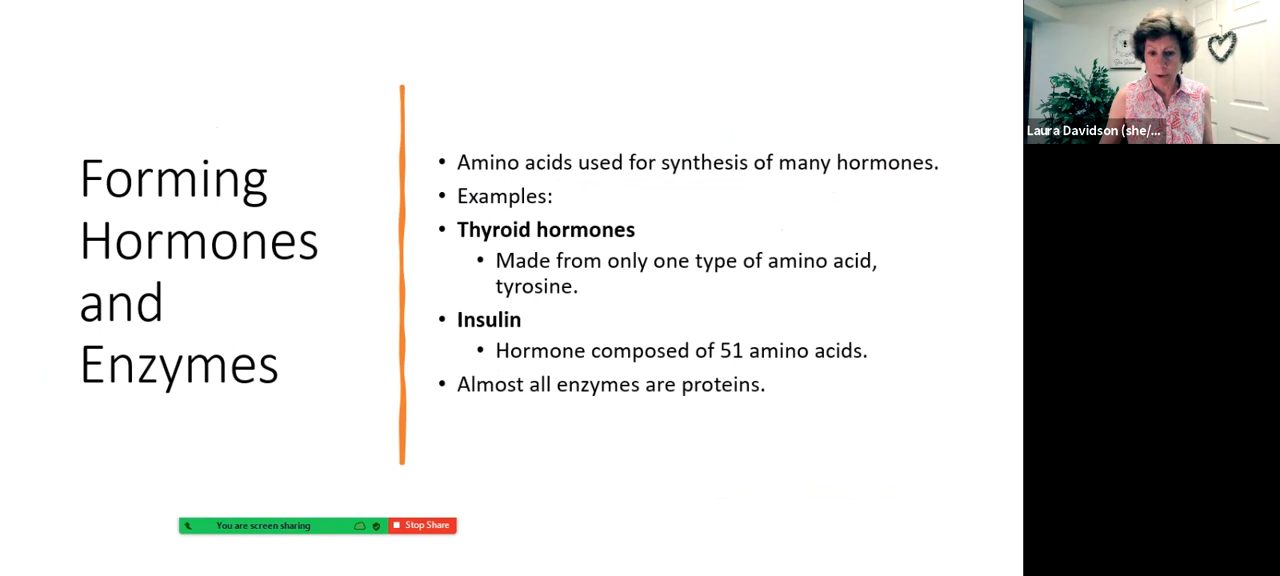 Forming
Hormones
and
Enzymes
• Amino acids used for synthesis of many hormones.
• Examples:
• Thyroid hormones
• Made from only one type of amino acid,
tyrosine.
• Insulin
• Hormone composed of 51 amino acids.
• Almost all enzymes are proteins.
You are screen sharing
Stop Share
Laura Davidson (she/...